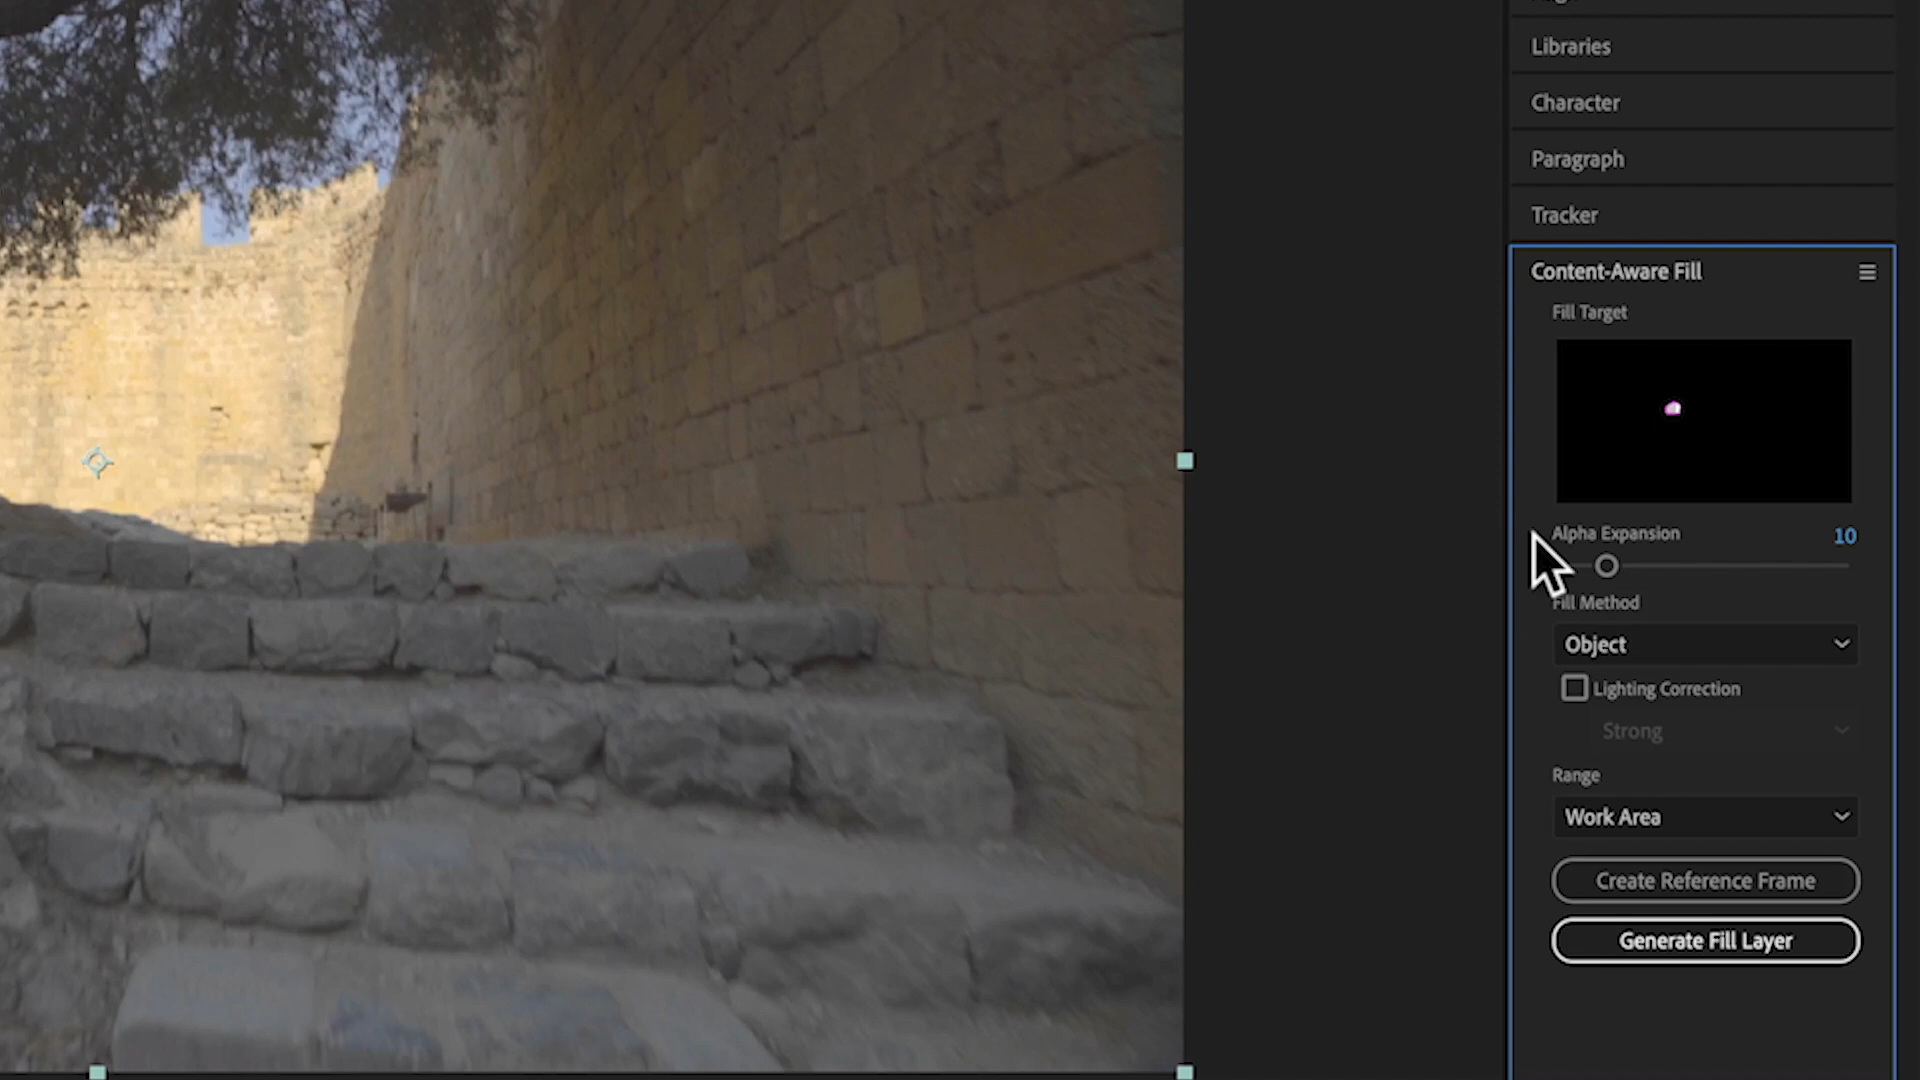 Libraries
Character
Paragraph
Tracker
Content-Aware Fill
Fill Target
Alpha Expansion
10
Fill Method
Object
Lighting Correction
Strong
Range
Work Area
Create Reference Frame
Generate Fill Layer